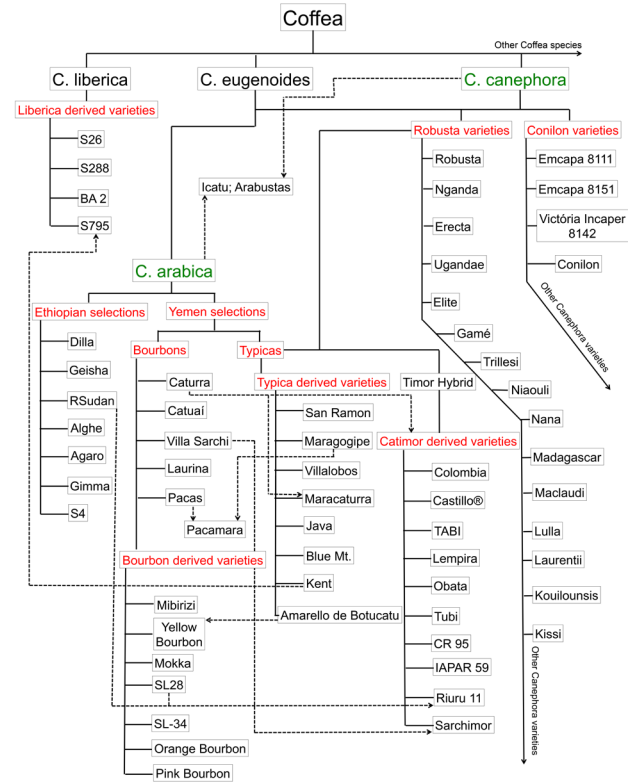 Coffea
Other Coffea species
C. liberica
C. eugenoides
C. canephora
Liberica derived varieties
S26
S288
BA 2
S795
Icatu; Arabustas
Robusta varieties
Conilon varieties
Robusta
Nganda
Erecta
Ugandae
Elite
Gamé
Trillesi
Niaouli
Nana
Madagascar
Maclaudi
Lulla
Laurentii
Kouilounsis
Kissi
Other Canephora varieties
Emcapa 8111
Emcapa 8151
Victória Incaper
8142
Conilon
Other Canephora varieties
C. arabica
Ethiopian selections
Yemen selections
Dilla
Geisha
RSudan
Alghe
Agaro
Gimma
S4
Bourbons
Typicas
Caturra
Catuaí
Villa Sarchi
Laurina
Pacas
Pacamara
Bourbon derived varieties
Mibirizi
Yellow
Bourbon
Mokka
SL28
SL-34
Orange Bourbon
Pink Bourbon
Typica derived varieties
San Ramon
Maragogipe
Villalobos
Maracaturra
Java
Blue Mt.
Kent
Amarello de Botucatu
Timor Hybrid
Catimor derived varieties
Colombia
Castillo®
TABI
Lempira
Obata
Tubi
CR 95
IAPAR 59
Riuru 11
Sarchimor